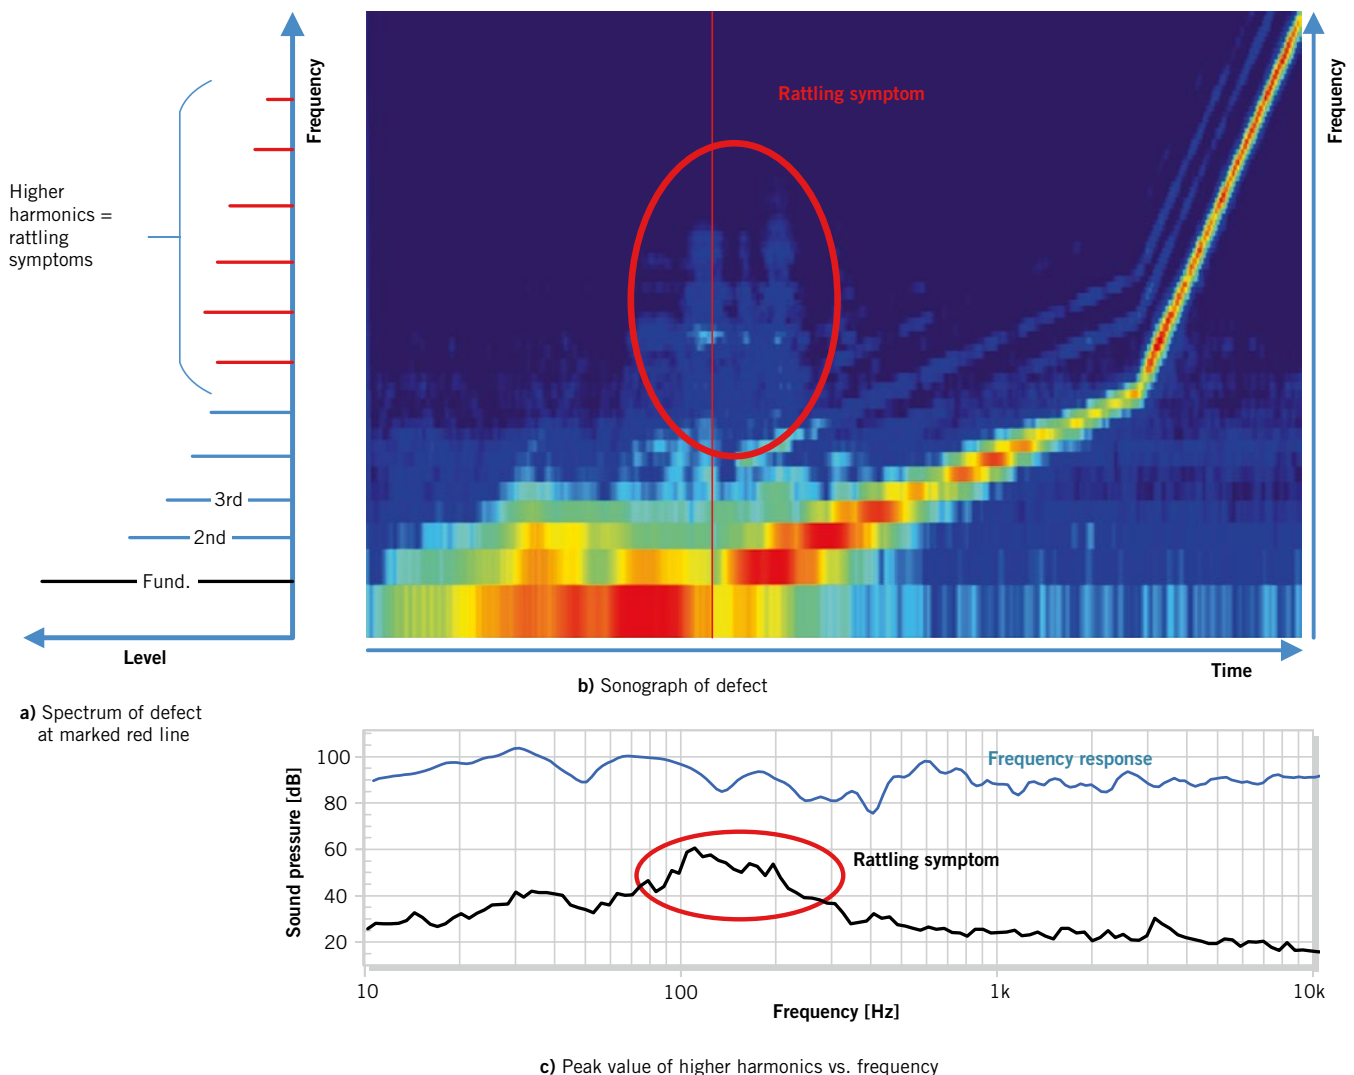 Frequency
Higher
harmonics =
rattling
symptoms
3rd
2nd
Fund.
Level
a) Spectrum of defect
at marked red line
Rattling symptom
Frequency
Time
b) Sonograph of defect
Sound pressure [dB]
100
80
60
40
20
Frequency response
Rattling symptom
10
100
1k
10k
Frequency [Hz]
c) Peak value of higher harmonics vs. frequency